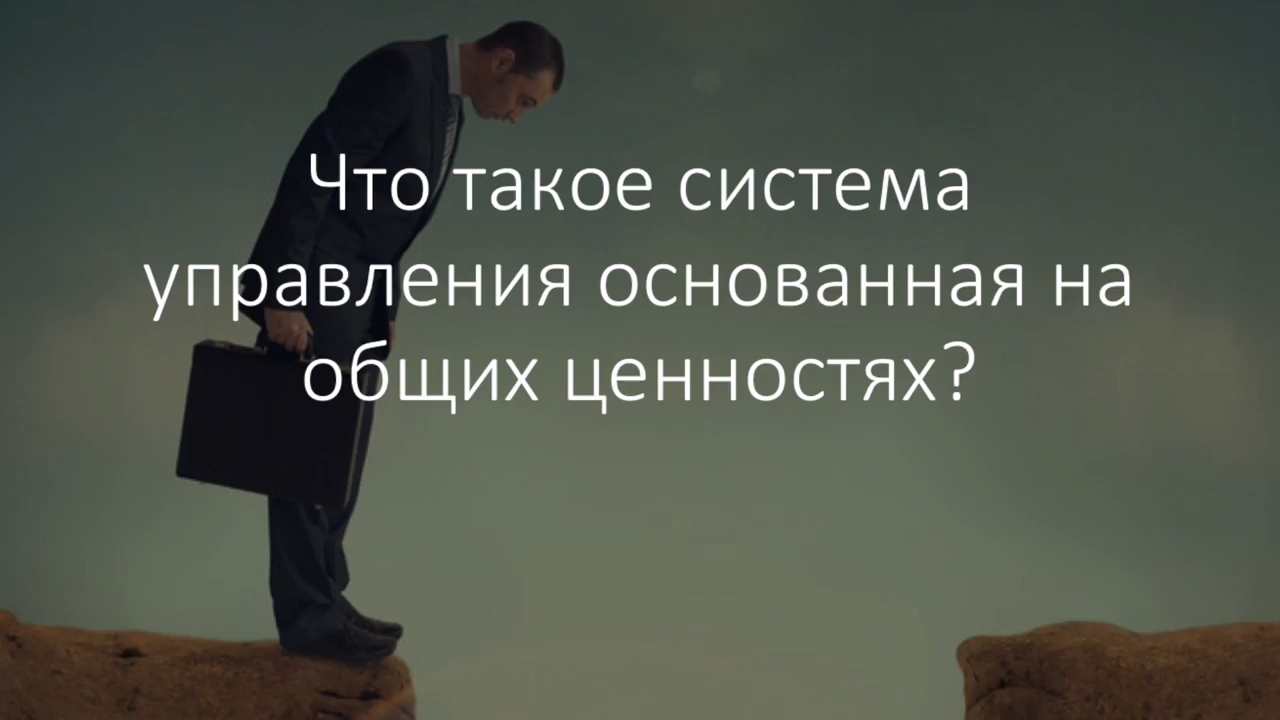 Что такое система
управления основанная на
общих ценностях?